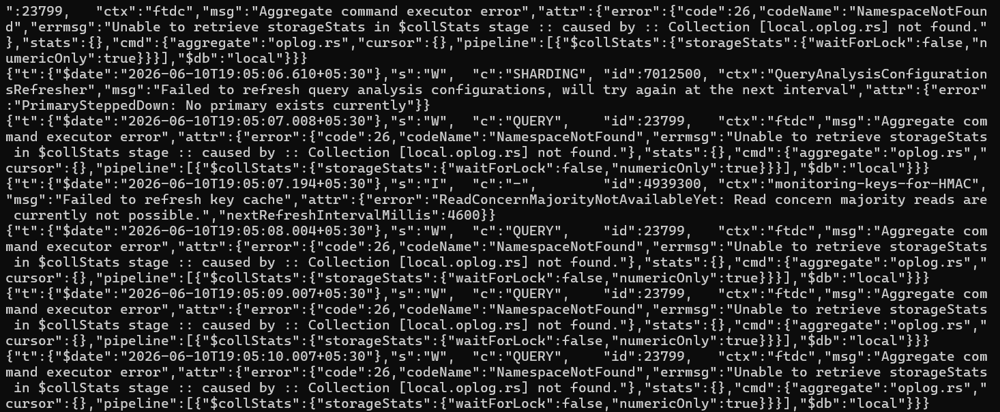 ":23799,   "ctx":"ftdc","msg":"Aggregate command executor error","attr":{"error":{"code":26,"codeName":"NamespaceNotFoun
d","errmsg":"Unable to retrieve storageStats in $collStats stage :: caused by :: Collection [local.oplog.rs] not found."
},"stats":{},"cmd":{"aggregate":"oplog.rs","cursor":{},"pipeline":[{"$collStats":{"storageStats":{"waitForLock":false,"n
umericOnly":true}}}],"$db":"local"}}}
{"t":{"$date":"2026-06-10T19:05:06.610+05:30"},"s":"W",  "c":"SHARDING", "id":7012500, "ctx":"QueryAnalysisConfiguration
sRefresher","msg":"Failed to refresh query analysis configurations, will try again at the next interval","attr":{"error"
:"PrimarySteppedDown: No primary exists currently"}}
{"t":{"$date":"2026-06-10T19:05:07.008+05:30"},"s":"W",  "c":"QUERY",    "id":23799,   "ctx":"ftdc","msg":"Aggregate com
mand executor error","attr":{"error":{"code":26,"codeName":"NamespaceNotFound","errmsg":"Unable to retrieve storageStats
 in $collStats stage :: caused by :: Collection [local.oplog.rs] not found."},"stats":{},"cmd":{"aggregate":"oplog.rs","
cursor":{},"pipeline":[{"$collStats":{"storageStats":{"waitForLock":false,"numericOnly":true}}}],"$db":"local"}}}
{"t":{"$date":"2026-06-10T19:05:07.194+05:30"},"s":"I",  "c":"-",        "id":4939300, "ctx":"monitoring-keys-for-HMAC",
"msg":"Failed to refresh key cache","attr":{"error":"ReadConcernMajorityNotAvailableYet: Read concern majority reads are
 currently not possible.","nextRefreshIntervalMillis":4600}}
{"t":{"$date":"2026-06-10T19:05:08.004+05:30"},"s":"W",  "c":"QUERY",    "id":23799,   "ctx":"ftdc","msg":"Aggregate com
mand executor error","attr":{"error":{"code":26,"codeName":"NamespaceNotFound","errmsg":"Unable to retrieve storageStats
 in $collStats stage :: caused by :: Collection [local.oplog.rs] not found."},"stats":{},"cmd":{"aggregate":"oplog.rs","
cursor":{},"pipeline":[{"$collStats":{"storageStats":{"waitForLock":false,"numericOnly":true}}}],"$db":"local"}}}
{"t":{"$date":"2026-06-10T19:05:09.007+05:30"},"s":"W",  "c":"QUERY",    "id":23799,   "ctx":"ftdc","msg":"Aggregate com
mand executor error","attr":{"error":{"code":26,"codeName":"NamespaceNotFound","errmsg":"Unable to retrieve storageStats
 in $collStats stage :: caused by :: Collection [local.oplog.rs] not found."},"stats":{},"cmd":{"aggregate":"oplog.rs","
cursor":{},"pipeline":[{"$collStats":{"storageStats":{"waitForLock":false,"numericOnly":true}}}],"$db":"local"}}}
{"t":{"$date":"2026-06-10T19:05:10.007+05:30"},"s":"W",  "c":"QUERY",    "id":23799,   "ctx":"ftdc","msg":"Aggregate com
mand executor error","attr":{"error":{"code":26,"codeName":"NamespaceNotFound","errmsg":"Unable to retrieve storageStats
 in $collStats stage :: caused by :: Collection [local.oplog.rs] not found."},"stats":{},"cmd":{"aggregate":"oplog.rs","
cursor":{},"pipeline":[{"$collStats":{"storageStats":{"waitForLock":false,"numericOnly":true}}}],"$db":"local"}}}